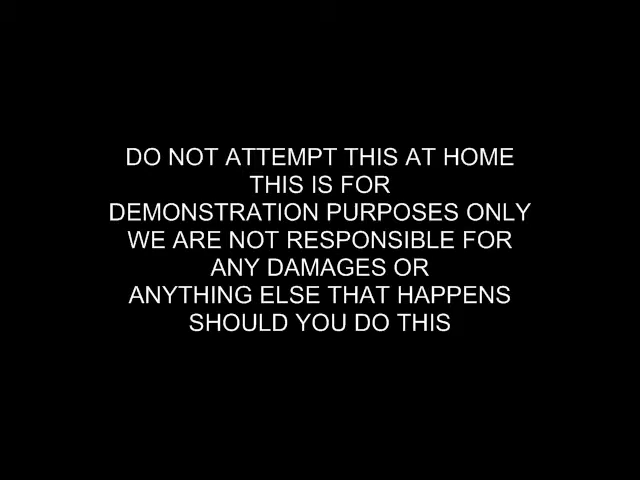 DO NOT ATTEMPT THIS AT HOME
THIS IS FOR
DEMONSTRATION PURPOSES ONLY
WE ARE NOT RESPONSIBLE FOR
ANY DAMAGES OR
ANYTHING ELSE THAT HAPPENS
SHOULD YOU DO THIS